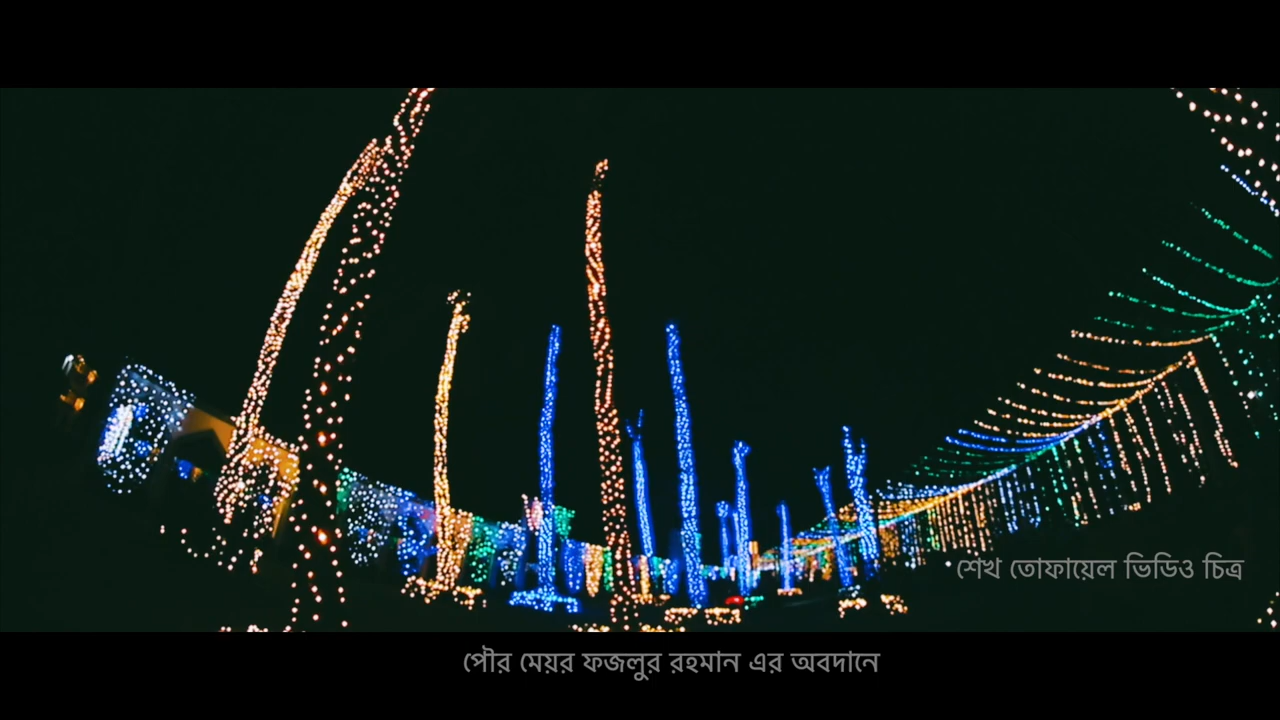 শেখ তোফায়েল ভিডিও চিত্র
পৌর মেয়র ফজলুর রহমান এর অবদানে